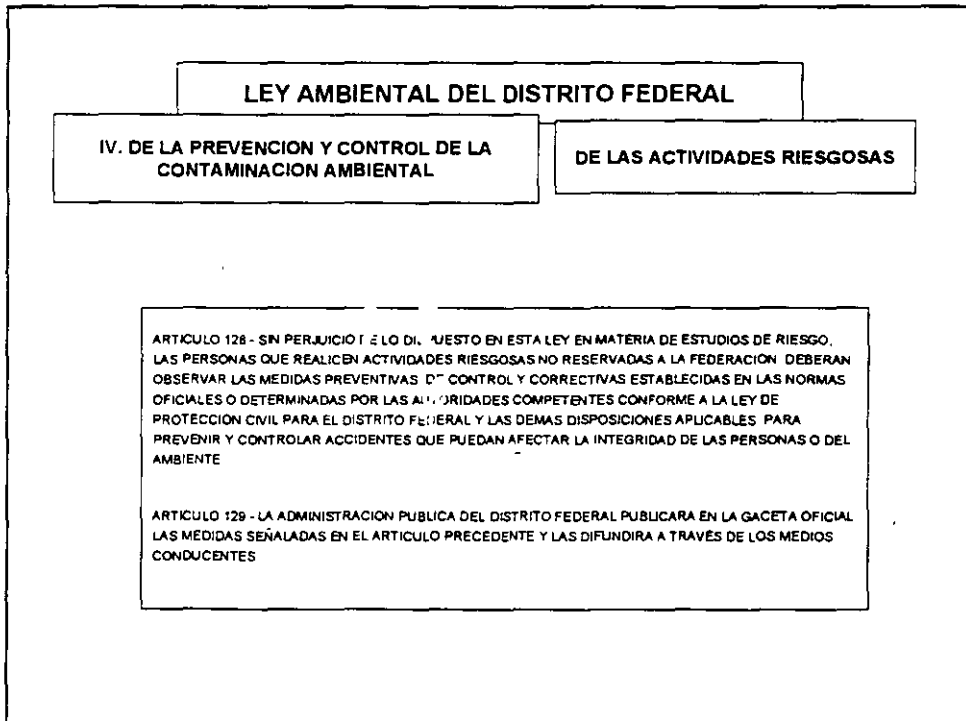 LEY AMBIENTAL DEL DISTRITO FEDERAL
IV. DE LA PREVENCION Y CONTROL DE LA
CONTAMINACION AMBIENTAL
DE LAS ACTIVIDADES RIESGOSAS
ARTICULO 128 - SIN PERJUICIO LO EN ESTA LEY EN MATERIA DE ESTUDIOS DE RIESGO,
LAS PERSONAS QUE REALICEN ACTIVIDADES RIESGOSAS NO RESERVADAS A LA FEDERACION DEBERAN
OBSERVAR LAS MEDIDAS PREVENTIVAS DE CONTROL Y CORRECTIVAS ESTABLECIDAS EN LAS NORMAS
OFICIALES O DETERMINADAS POR LAS AUTORIDADES COMPETENTES CONFORME A LA LEY DE
PROTECCION CIVIL PARA EL DISTRITO FEDERAL Y LAS DEMAS DISPOSICIONES APLICABLES PARA
PREVENIR Y CONTROLAR ACCIDENTES QUE PUEDAN AFECTAR LA INTEGRIDAD DE LAS PERSONAS O DEL
AMBIENTE
ARTICULO 129 - LA ADMINISTRACION PUBLICA DEL DISTRITO FEDERAL PUBLICARA EN LA GACETA OFICIAL
LAS MEDIDAS SEÑALADAS EN EL ARTICULO PRECEDENTE Y LAS DIFUNDIRA A TRAVÉS DE LOS MEDIOS
CONDUCENTES